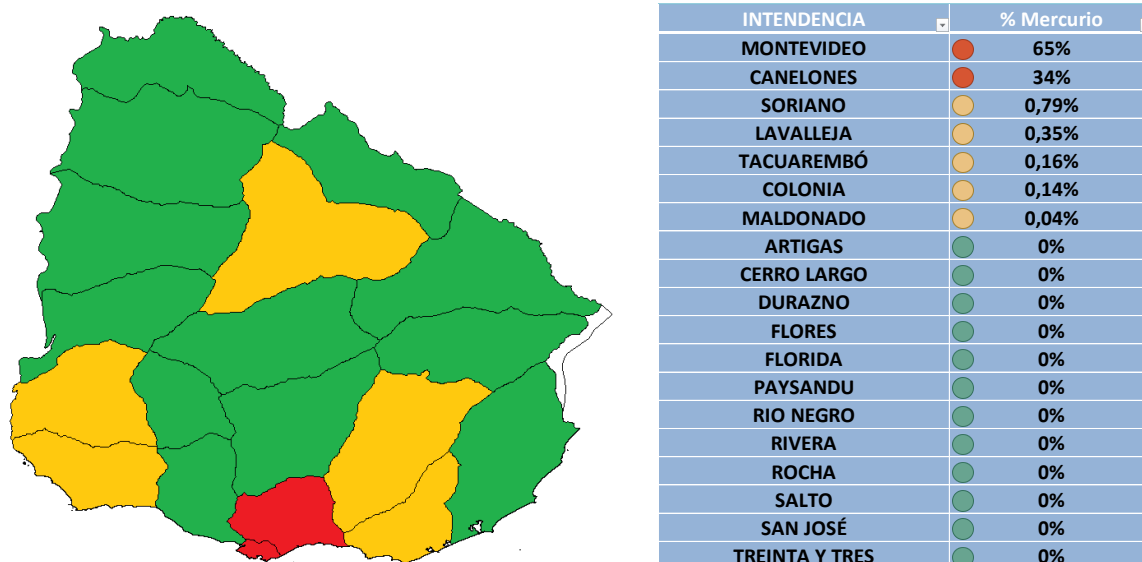 INTENDENCIA % Mercurio
MONTEVIDEO 65%
CANELONES 34%
SORIANO 0,79%
LAVALLEJA 0,35%
TACUAREMBÓ 0,16%
COLONIA 0,14%
MALDONADO 0,04%
ARTIGAS 0%
CERRO LARGO 0%
DURAZNO 0%
FLORES 0%
FLORIDA 0%
PAYSANDU 0%
RIO NEGRO 0%
RIVERA 0%
ROCHA 0%
SALTO 0%
SAN JOSÉ 0%
TREINTA Y TRES 0%